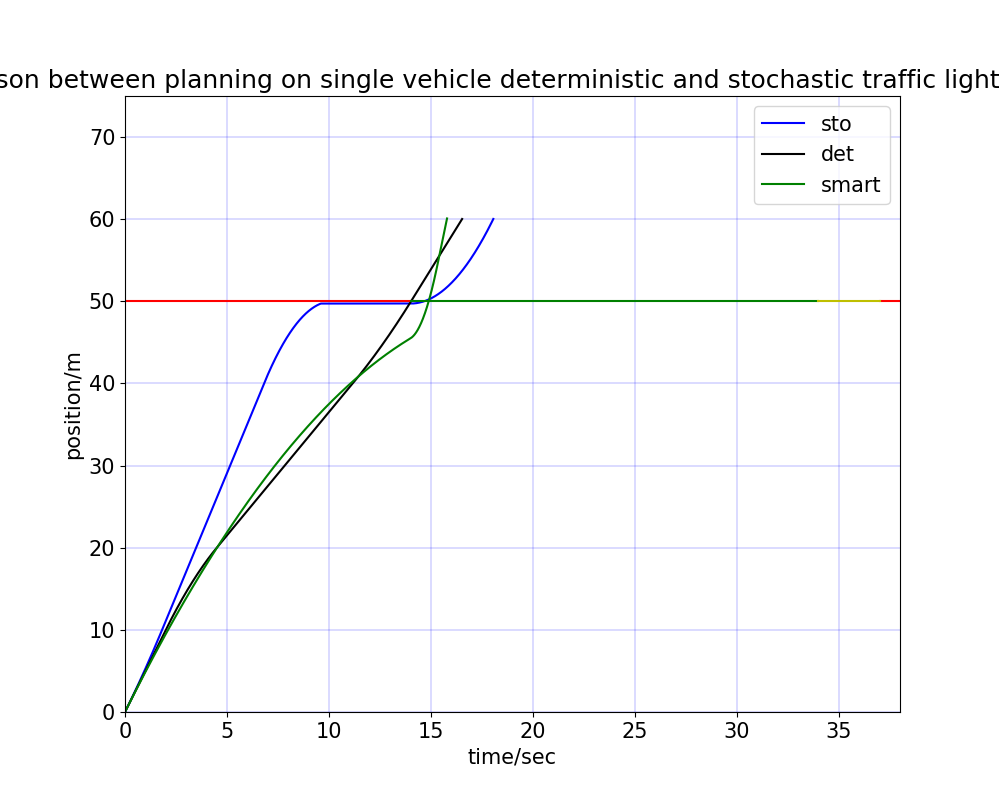 son between planning on single vehicle deterministic and stochastic traffic light
sto
det
smart
70
60
50
40
30
20
10
0
position/m
0 5 10 15 20 25 30 35
time/sec